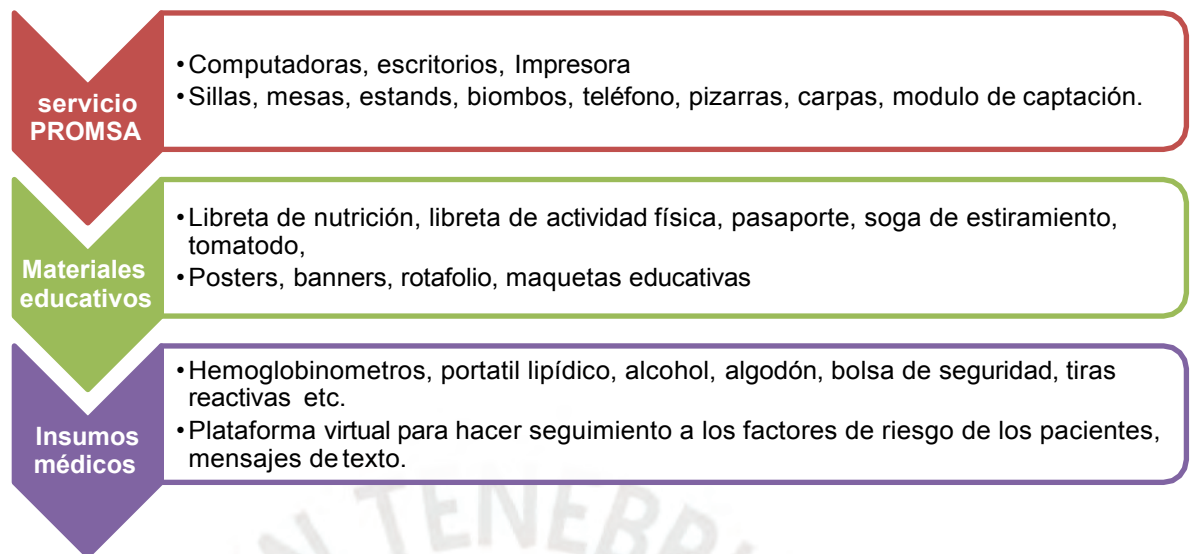 servicio
PROMSA
•Computadoras, escritorios, Impresora
•Sillas, mesas, estands, biombos, teléfono, pizarras, carpas, modulo de captación.
Materiales
educativos
•Libreta de nutrición, libreta de actividad física, pasaporte, soga de estiramiento,
tomatodo,
•Posters, banners, rotafolio, maquetas educativas
Insumos
médicos
•Hemoglobinometros, portatil lipídico, alcohol, algodón, bolsa de seguridad, tiras
reactivas etc.
•Plataforma virtual para hacer seguimiento a los factores de riesgo de los pacientes,
mensajes de texto.
TENEBR